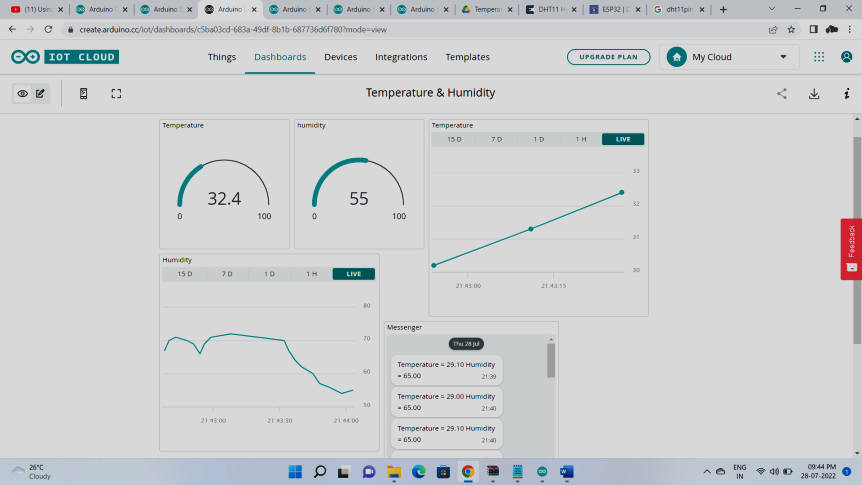 (11) Using
Arduino
Arduino
Arduino
Arduino
Arduino
Arduino
Temperat
DHT11 H
ESP32 | D
dht11pin
create.arduino.cc/iot/dashboards/c5ba03cd-683a-49df-8b1b-687736d6f780?mode=view
IOT CLOUD
Things
Dashboards
Devices
Integrations
Templates
UPGRADE PLAN
My Cloud
Temperature & Humidity
Temperature
32.4
0
100
humidity
55
0
100
Temperature
15 D
7 D
1 D
1 H
LIVE
33
32
31
30
21:43:00
21:43:15
Humidity
15 D
7 D
1 D
1 H
LIVE
80
70
60
50
21:43:00
21:43:30
21:44:00
Messenger
Thu 28 Jul
Temperature = 29.10 Humidity
= 65.00
21:39
Temperature = 29.00 Humidity
= 65.00
21:40
Temperature = 29.10 Humidity
= 65.00
21:40
Feedback
26°C
Cloudy
ENG
IN
09:44 PM
28-07-2022
1